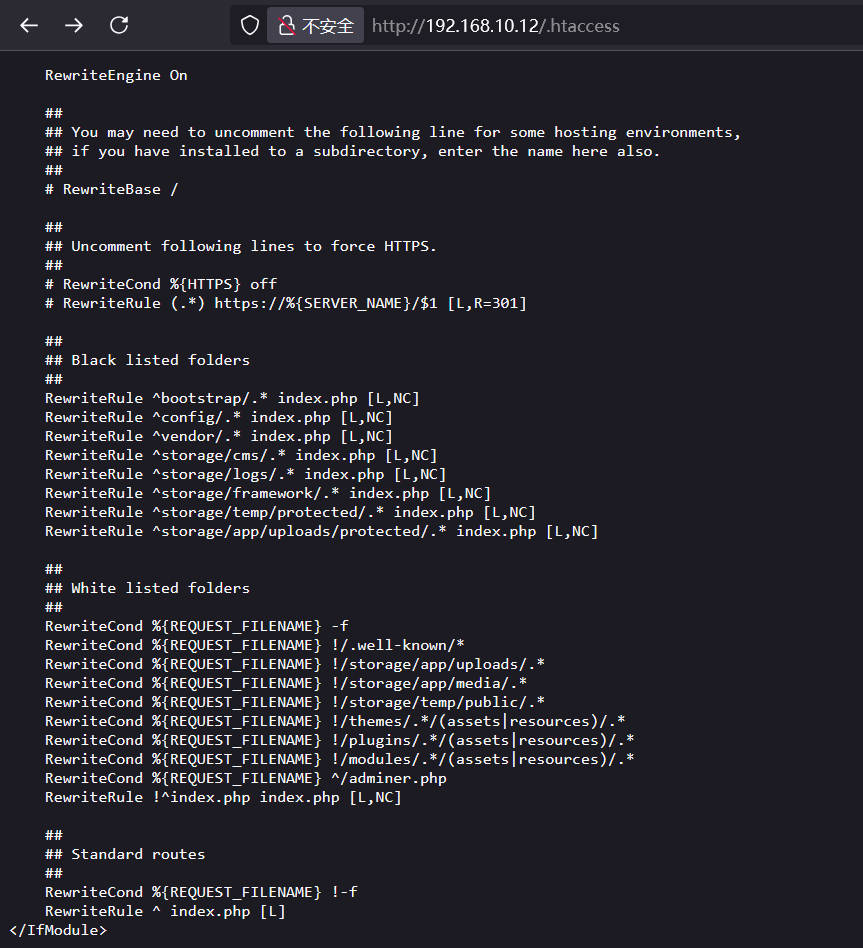 不安全 http://192.168.10.12/.htaccess
RewriteEngine On
##
## You may need to uncomment the following line for some hosting environments,
## if you have installed to a subdirectory, enter the name here also.
##
# RewriteBase /
##
## Uncomment following lines to force HTTPS.
##
# RewriteCond %{HTTPS} off
# RewriteRule (.*) https://%{SERVER_NAME}/$1 [L,R=301]
##
## Black listed folders
##
RewriteRule ^bootstrap/.* index.php [L,NC]
RewriteRule ^config/.* index.php [L,NC]
RewriteRule ^vendor/.* index.php [L,NC]
RewriteRule ^storage/cms/.* index.php [L,NC]
RewriteRule ^storage/logs/.* index.php [L,NC]
RewriteRule ^storage/framework/.* index.php [L,NC]
RewriteRule ^storage/temp/protected/.* index.php [L,NC]
RewriteRule ^storage/app/uploads/protected/.* index.php [L,NC]
##
## White listed folders
##
RewriteCond %{REQUEST_FILENAME} -f
RewriteCond %{REQUEST_FILENAME} !/.well-known/*
RewriteCond %{REQUEST_FILENAME} !/storage/app/uploads/.*
RewriteCond %{REQUEST_FILENAME} !/storage/app/media/.*
RewriteCond %{REQUEST_FILENAME} !/storage/temp/public/.*
RewriteCond %{REQUEST_FILENAME} !/themes/.*/(assets|resources)/.*
RewriteCond %{REQUEST_FILENAME} !/plugins/.*/(assets|resources)/.*
RewriteCond %{REQUEST_FILENAME} !/modules/.*/(assets|resources)/.*
RewriteCond %{REQUEST_FILENAME} ^/adminer.php
RewriteRule !^index.php index.php [L,NC]
##
## Standard routes
##
RewriteCond %{REQUEST_FILENAME} !-f
RewriteRule ^ index.php [L]
</IfModule>